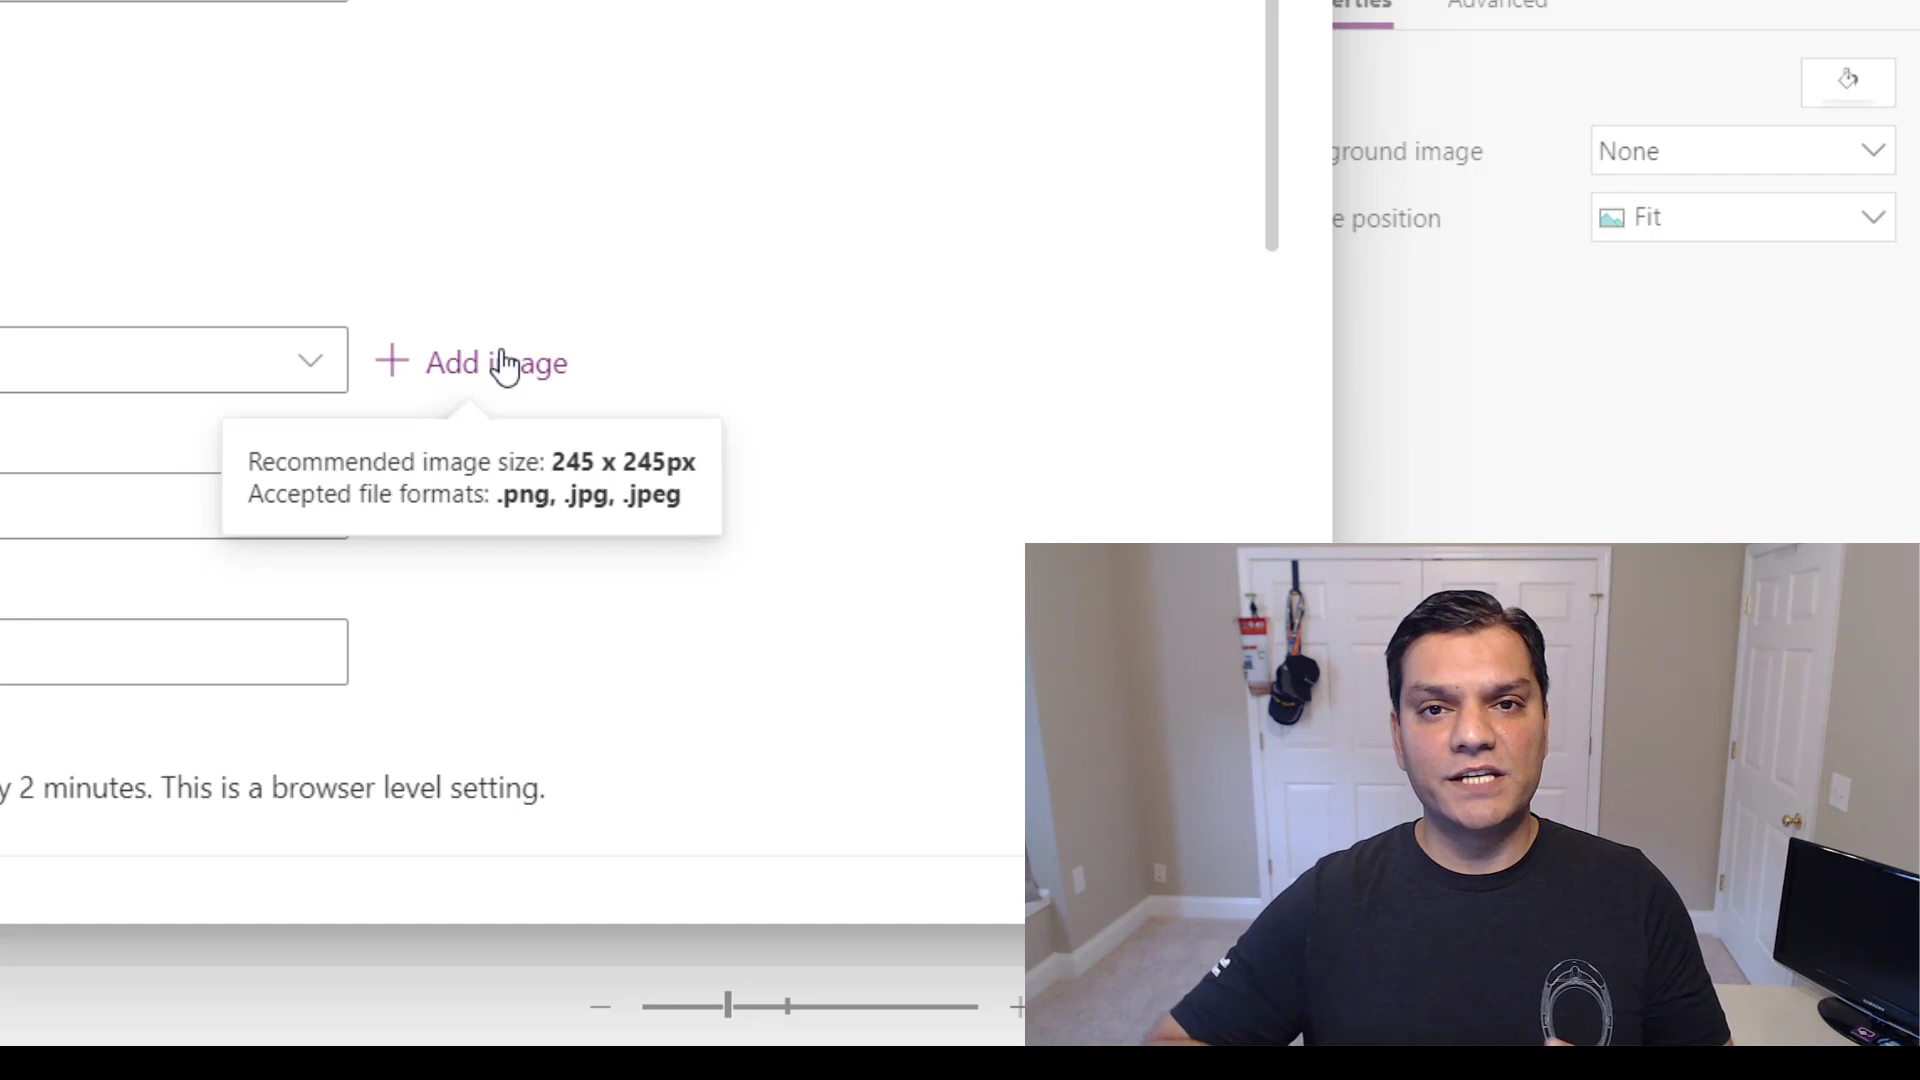 Advanced
ground image
None
e position
Fit
Add image
Recommended image size: 245 x 245px
Accepted file formats: .png, .jpg, .jpeg
y 2 minutes. This is a browser level setting.